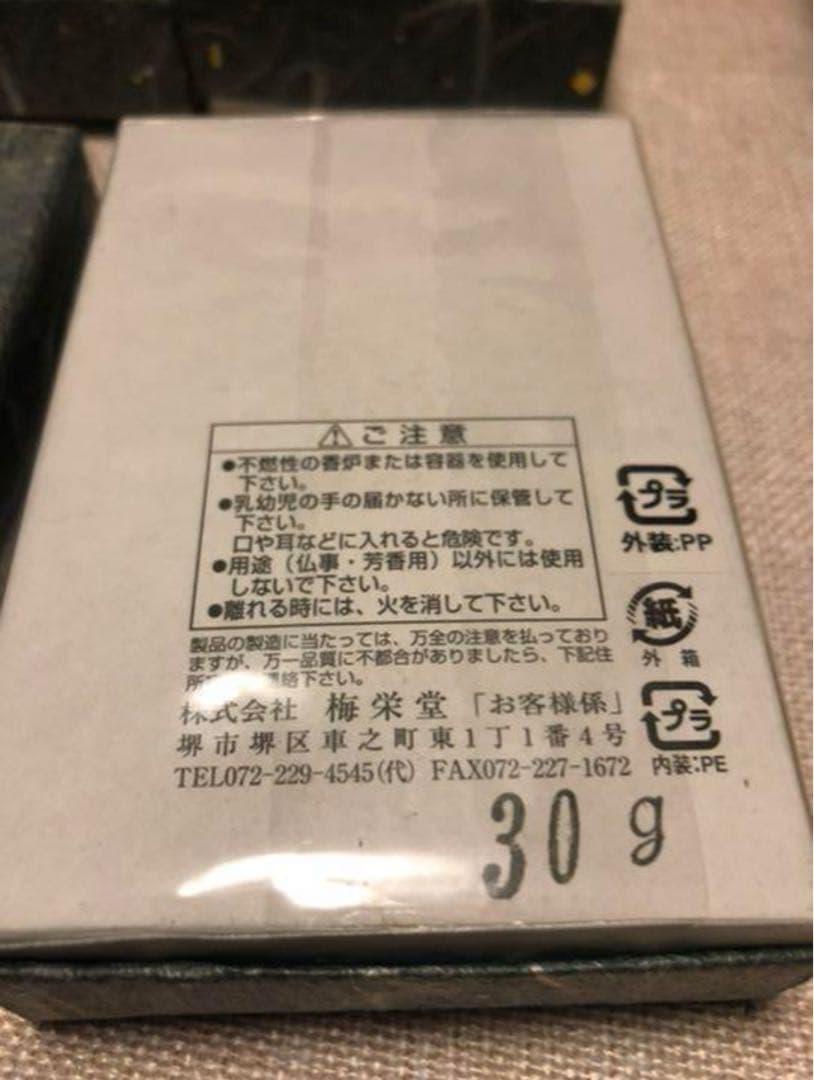 ⚠ご注意
●不燃性の香炉または容器を使用して
下さい。
●乳幼児の手の届かない所に保管して
下さい。
口や耳などに入れると危険です。
●用途（仏事・芳香用）以外には使用
しないで下さい。
●離れる時には、火を消して下さい。
製品の製造に当たっては、万全の注意を払っており
ますが、万一品質に不都合がありましたら、下記住
所 連絡下さい。
株式会社 梅栄堂「お客様係」
堺市堺区車之町東1丁1番4号
TEL072-229-4545(代) FAX072-227-1672
プラ
外装:PP
紙
外箱
プラ
内装:PE
30g